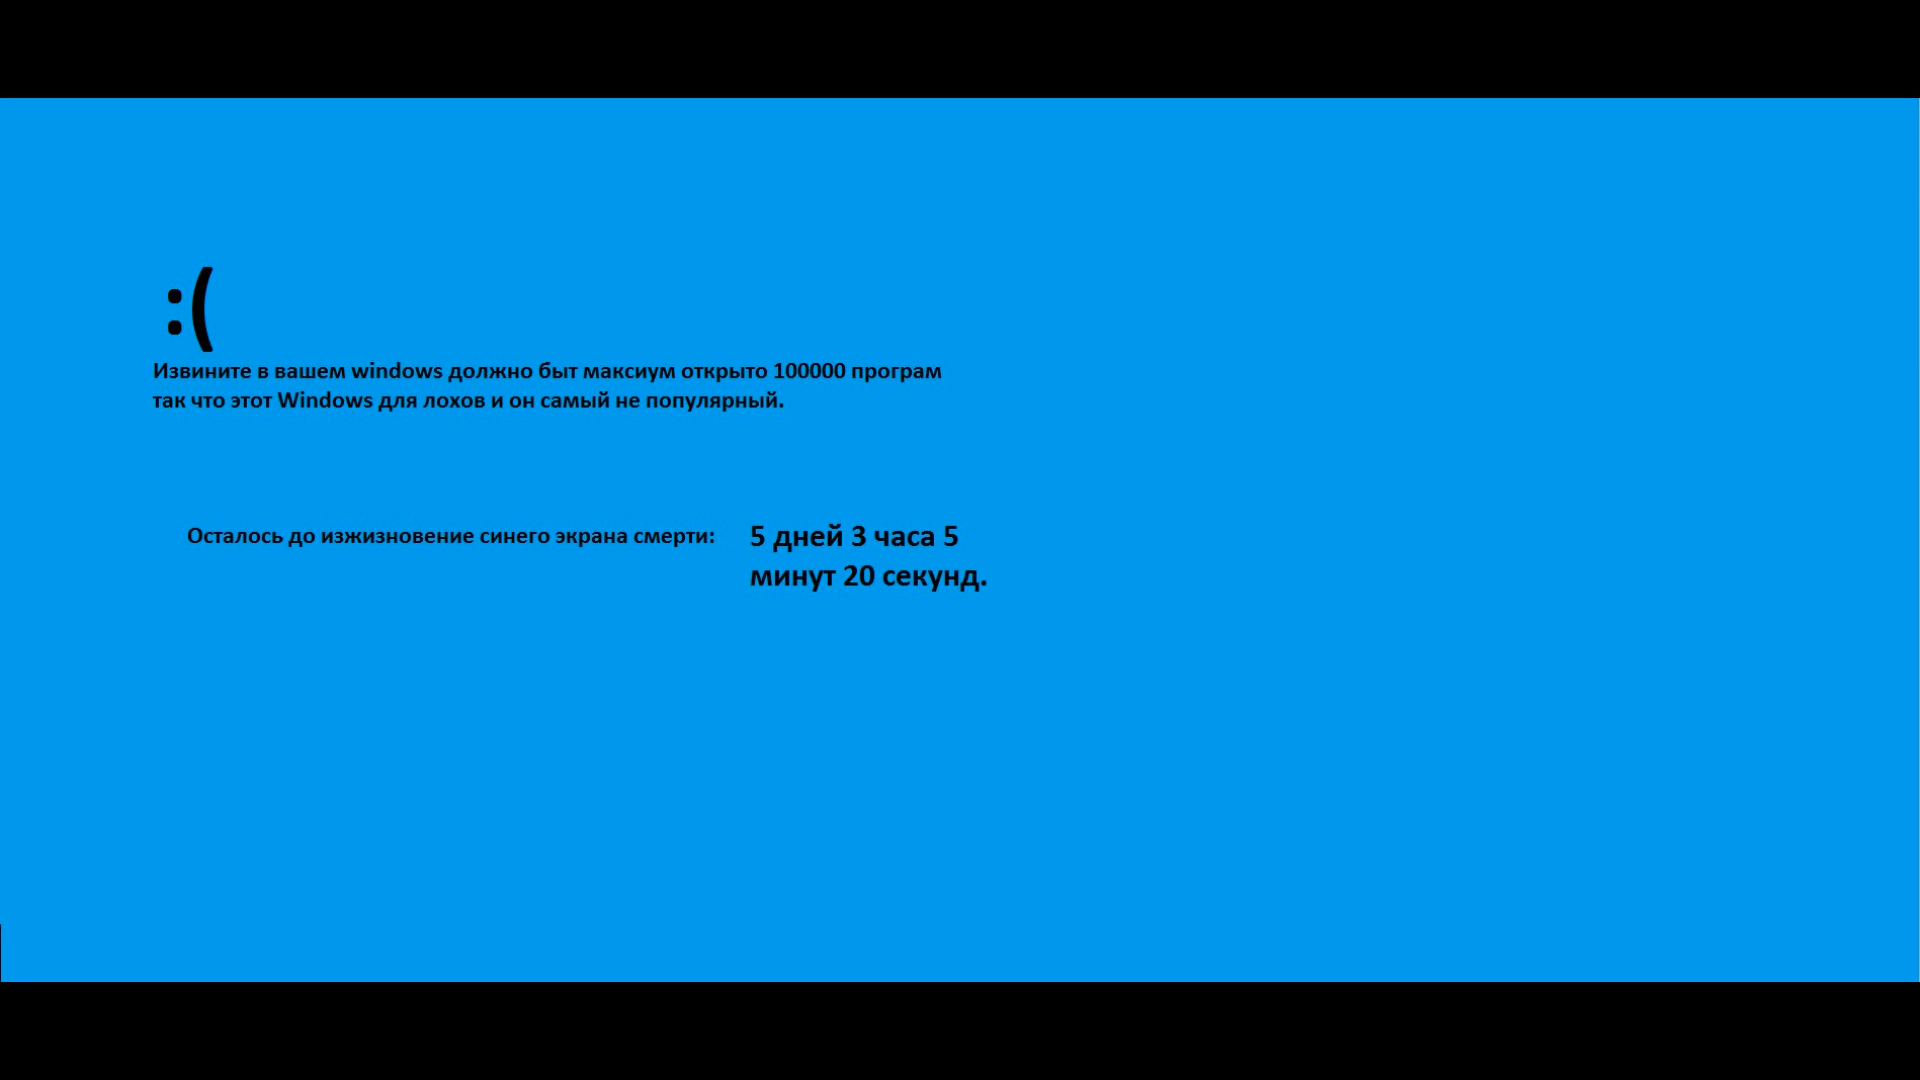 :(
Извините в вашем windows должно быт максиум открыто 100000 програм
так что этот Windows для лохов и он самый не популярный.
Осталось до изжизновение синего экрана смерти:
5 дней 3 часа 5
минут 20 секунд.